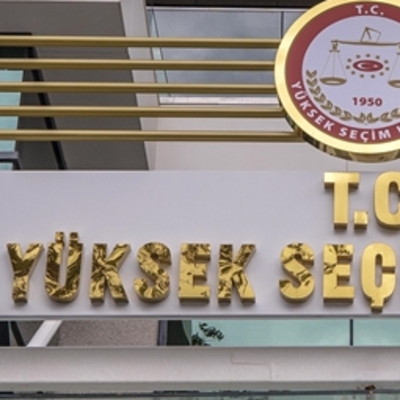 T.C.
1950
YÜKSEK SEÇİM
T.C
YÜKSEK SEÇ